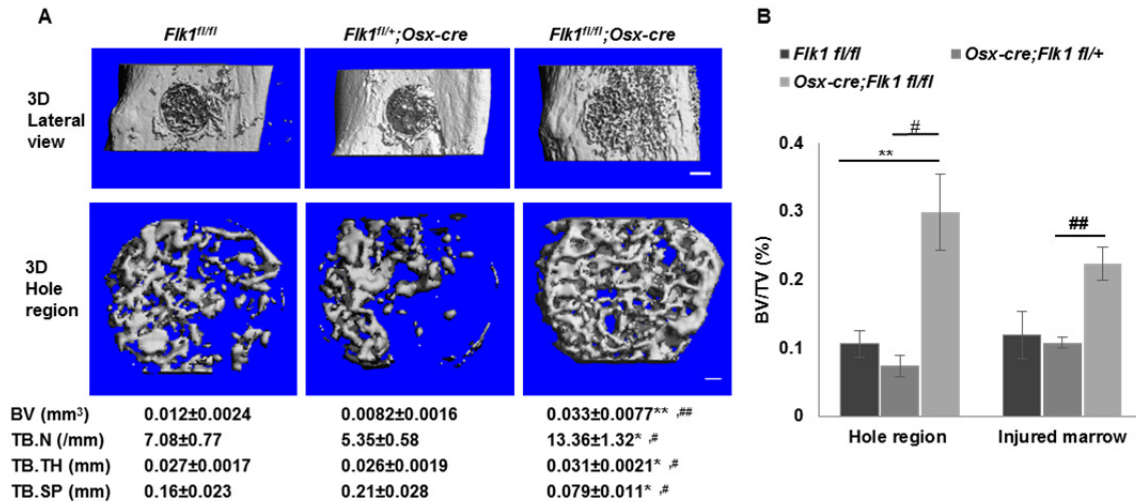 A
Flk1fl/fl
Flk1fl/+;Osx-cre
Flk1fl/fl;Osx-cre
3D
Lateral
view
3D
Hole
region
BV (mm³) 0.012±0.0024 0.0082±0.0016 0.033±0.0077** ,##
TB.N (/mm) 7.08±0.77 5.35±0.58 13.36±1.32* ,#
TB.TH (mm) 0.027±0.0017 0.026±0.0019 0.031±0.0021* ,#
TB.SP (mm) 0.16±0.023 0.21±0.028 0.079±0.011* ,#
B
Flk1 fl/fl
Osx-cre;Flk1 fl/+
Osx-cre;Flk1 fl/fl
BV/TV (%)
0.4
0.3
0.2
0.1
0
#
**
##
Hole region
Injured marrow